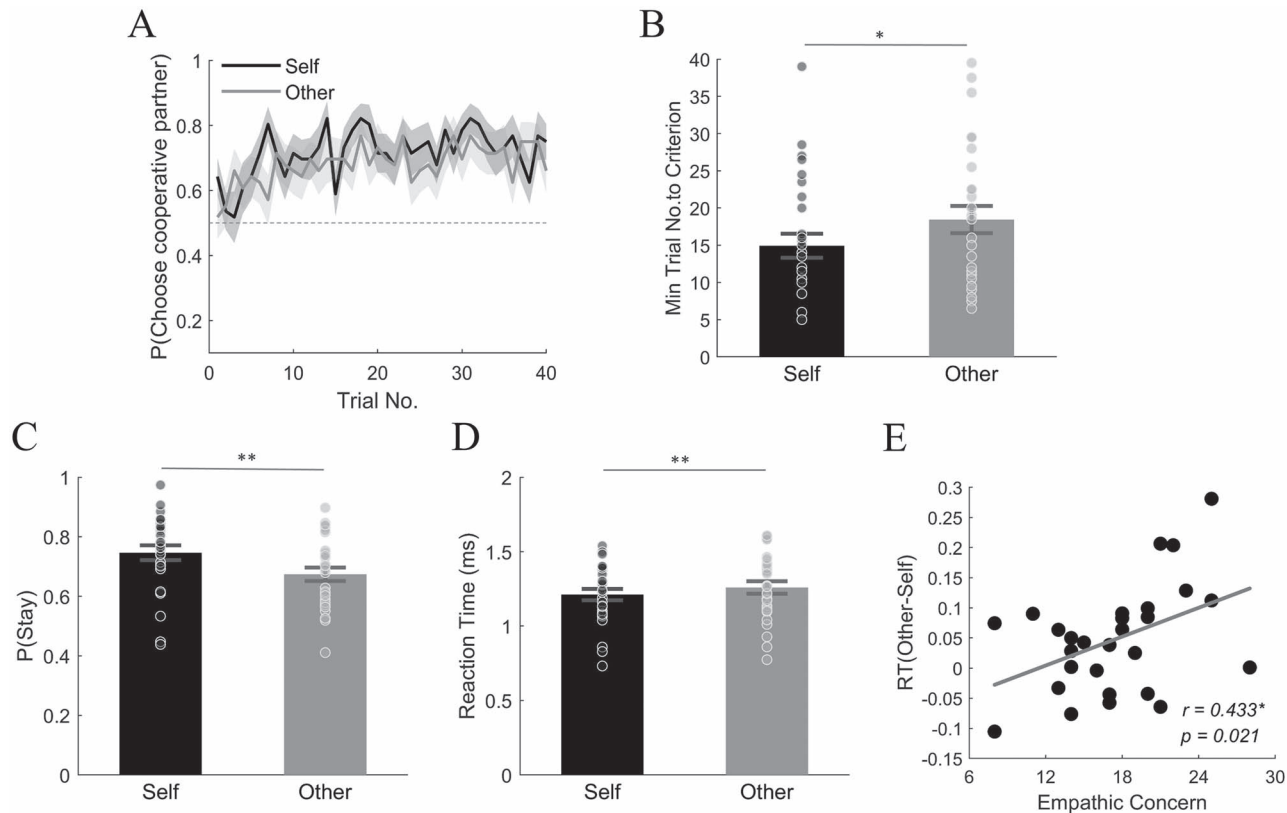 A
P(Choose cooperative partner)
1
0.8
0.6
0.4
0.2
Self
Other
0 10 20 30 40
Trial No.
B
*
Min Trial No.to Criterion
40
35
30
25
20
15
10
5
0
Self Other
C
**
P(Stay)
1
0.8
0.6
0.4
0.2
0
Self Other
D
**
Reaction Time (ms)
2
1.5
1
0.5
0
Self Other
E
RT(Other-Self)
0.3
0.25
0.2
0.15
0.1
0.05
0
-0.05
-0.1
-0.15
r = 0.433*
p = 0.021
6 12 18 24 30
Empathic Concern